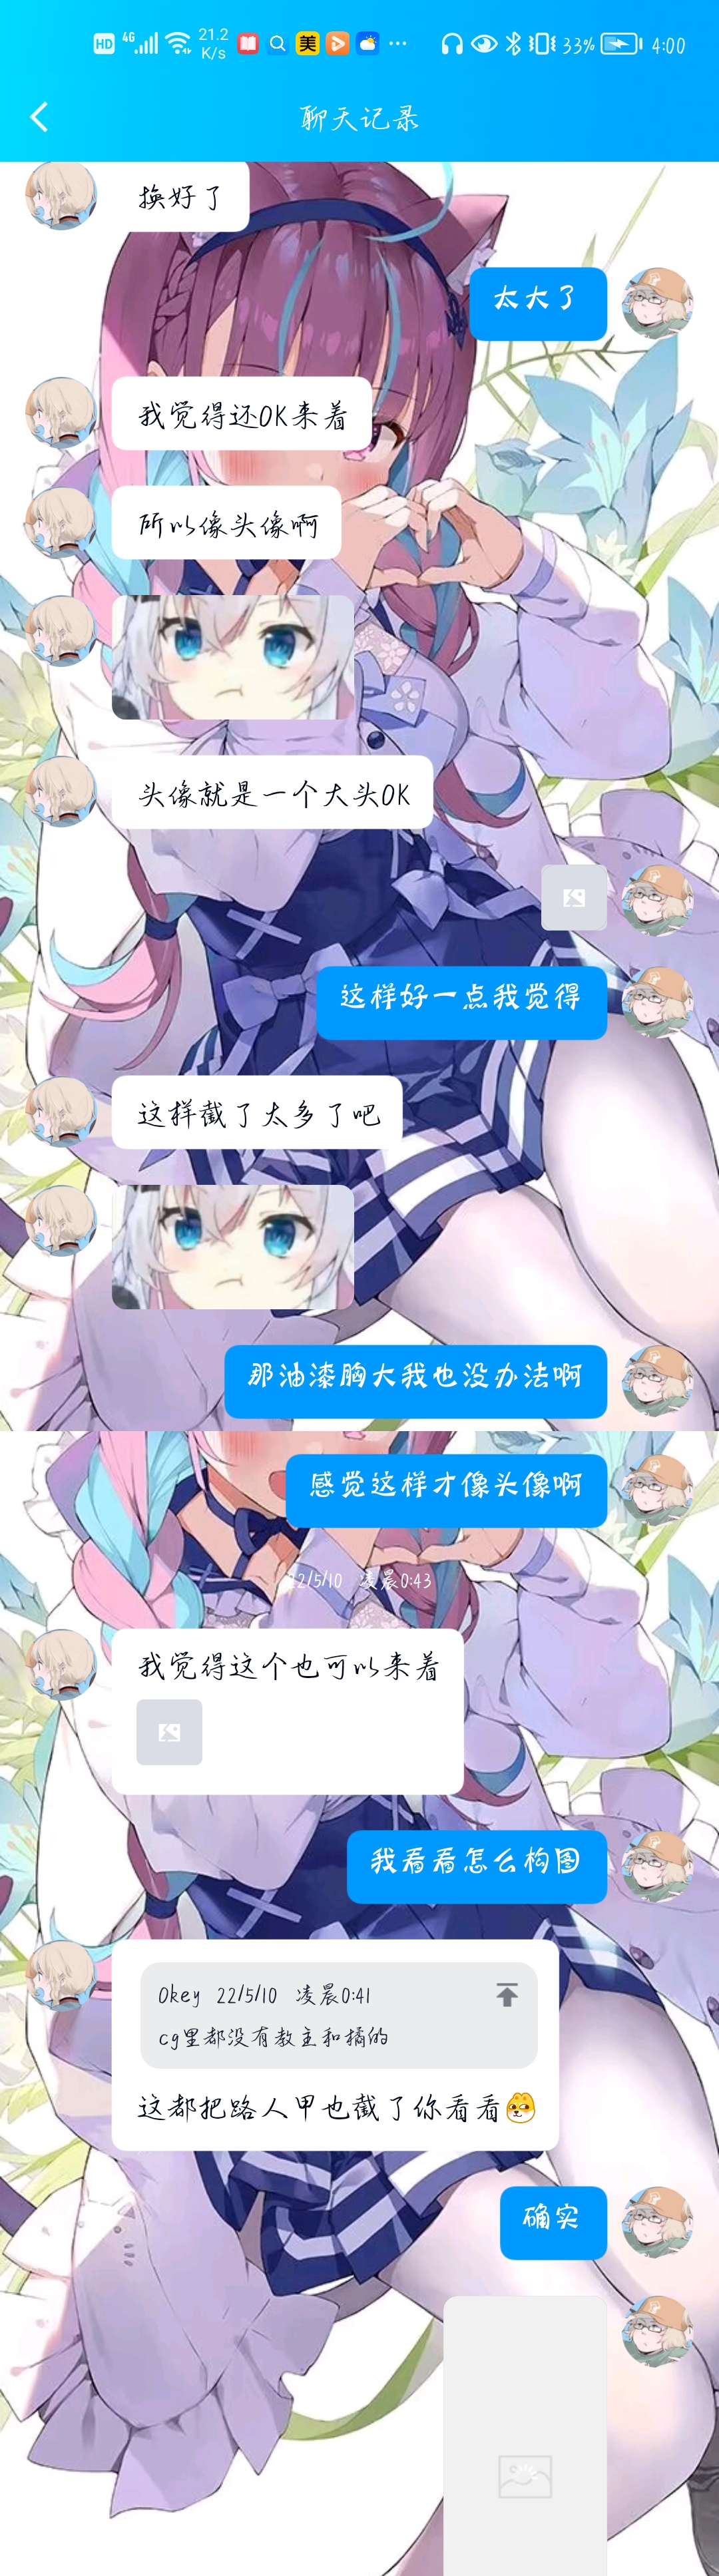 HD 4G 21.2 K/s 美 33% 4:00
聊天记录
换好了
太大了
我觉得还OK来着
所以像头像啊
头像就是一个大头OK
这样好一点我觉得
这样截了太多了吧
那油漆胸大我也没办法啊
感觉这样才像头像啊
22/5/10 凌晨0:43
我觉得这个也可以来着
我看看怎么构图
Okey 22/5/10 凌晨0:41
cg里都没有教主和橘的
这都把路人甲也截了你看看
确实